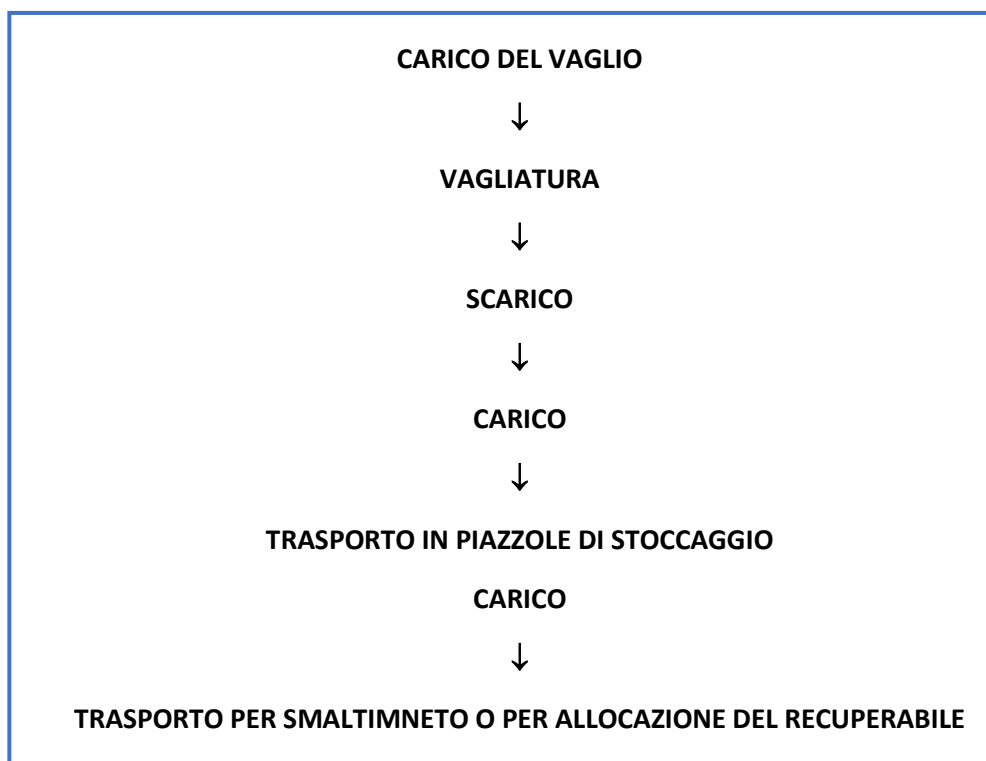 CARICO DEL VAGLIO
↓
VAGLIATURA
↓
SCARICO
↓
CARICO
↓
TRASPORTO IN PIAZZOLE DI STOCCAGGIO
CARICO
↓
TRASPORTO PER SMALTIMNETO O PER ALLOCAZIONE DEL RECUPERABILE